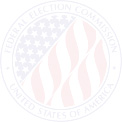 FEDERAL ELECTION COMMISSION
UNITED STATES OF AMERICA